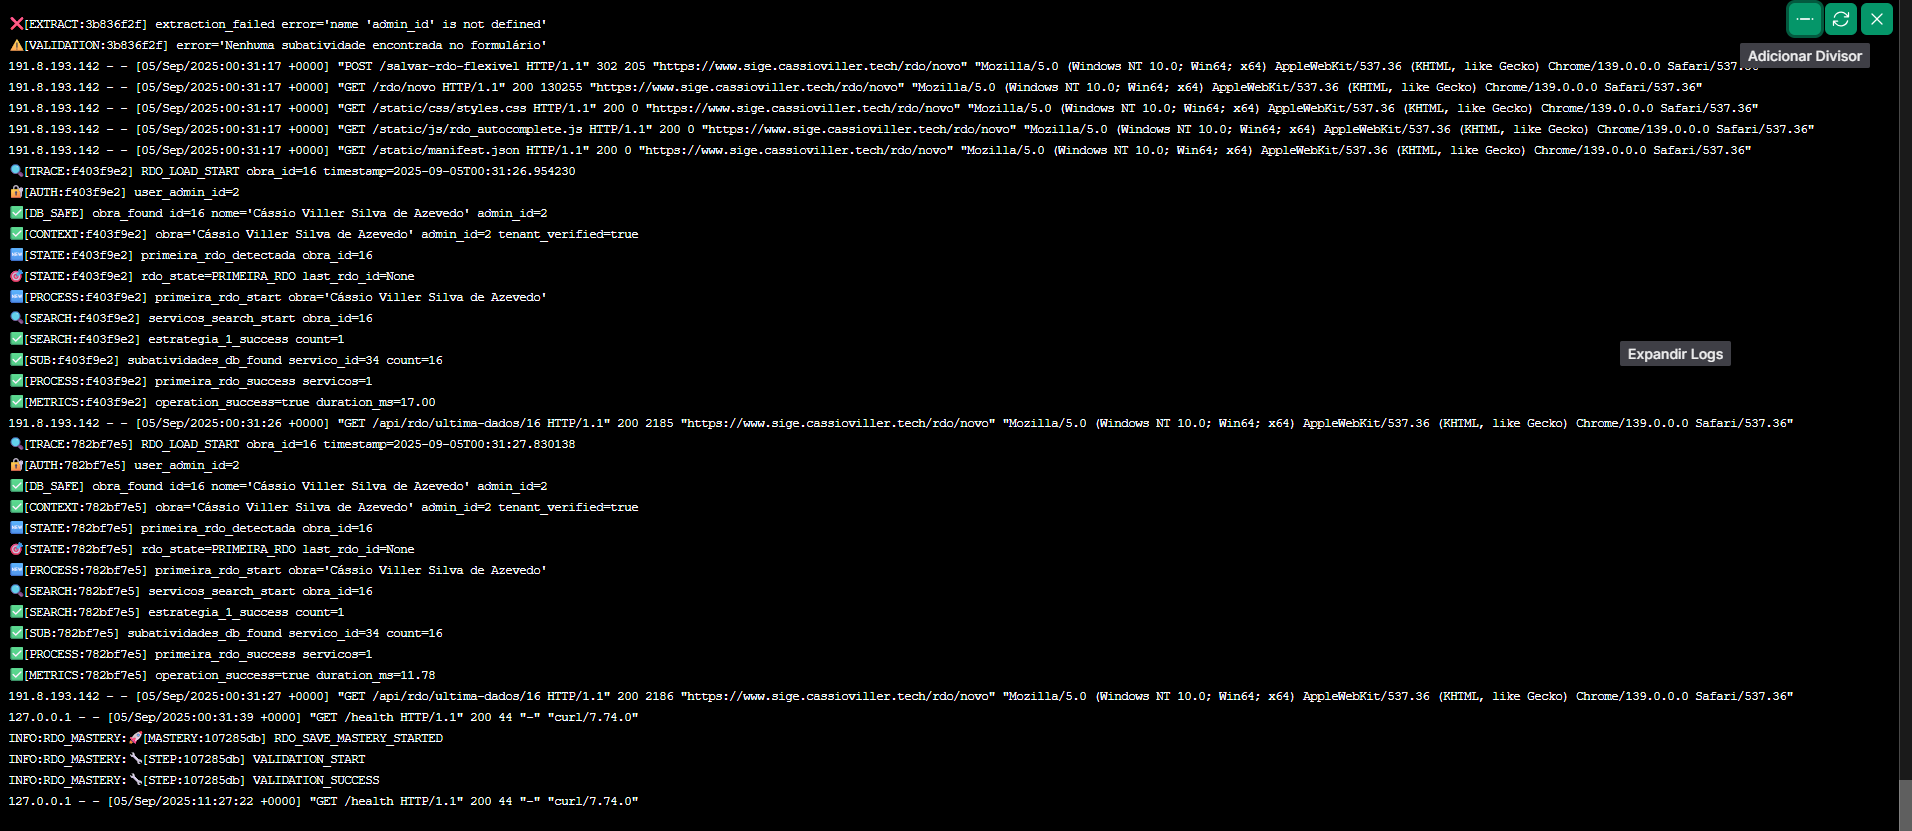 ❌[EXTRACT:3b836f2f] extraction_failed error='name 'admin_id' is not defined'
⚠️[VALIDATION:3b836f2f] error='Nenhuma subatividade encontrada no formulário'
Adicionar Divisor
191.8.193.142 - - [05/Sep/2025:00:31:17 +0000] "POST /salvar-rdo-flexivel HTTP/1.1" 302 205 "https://www.sige.cassioviller.tech/rdo/novo" "Mozilla/5.0 (Windows NT 10.0; Win64; x64) AppleWebKit/537.36 (KHTML, like Gecko) Chrome/139.0.0.0 Safari/537.36"
191.8.193.142 - - [05/Sep/2025:00:31:17 +0000] "GET /rdo/novo HTTP/1.1" 200 130255 "https://www.sige.cassioviller.tech/rdo/novo" "Mozilla/5.0 (Windows NT 10.0; Win64; x64) AppleWebKit/537.36 (KHTML, like Gecko) Chrome/139.0.0.0 Safari/537.36"
191.8.193.142 - - [05/Sep/2025:00:31:17 +0000] "GET /static/css/styles.css HTTP/1.1" 200 0 "https://www.sige.cassioviller.tech/rdo/novo" "Mozilla/5.0 (Windows NT 10.0; Win64; x64) AppleWebKit/537.36 (KHTML, like Gecko) Chrome/139.0.0.0 Safari/537.36"
191.8.193.142 - - [05/Sep/2025:00:31:17 +0000] "GET /static/js/rdo_autocomplete.js HTTP/1.1" 200 0 "https://www.sige.cassioviller.tech/rdo/novo" "Mozilla/5.0 (Windows NT 10.0; Win64; x64) AppleWebKit/537.36 (KHTML, like Gecko) Chrome/139.0.0.0 Safari/537.36"
191.8.193.142 - - [05/Sep/2025:00:31:17 +0000] "GET /static/manifest.json HTTP/1.1" 200 0 "https://www.sige.cassioviller.tech/rdo/novo" "Mozilla/5.0 (Windows NT 10.0; Win64; x64) AppleWebKit/537.36 (KHTML, like Gecko) Chrome/139.0.0.0 Safari/537.36"
🔍[TRACE:f403f9e2] RDO_LOAD_START obra_id=16 timestamp=2025-09-05T00:31:26.954230
🔐[AUTH:f403f9e2] user_admin_id=2
✅[DB_SAFE] obra_found id=16 nome='Cássio Viller Silva de Azevedo' admin_id=2
✅[CONTEXT:f403f9e2] obra='Cássio Viller Silva de Azevedo' admin_id=2 tenant_verified=true
🆕[STATE:f403f9e2] primeira_rdo_detectada obra_id=16
🎯[STATE:f403f9e2] rdo_state=PRIMEIRA_RDO last_rdo_id=None
🆕[PROCESS:f403f9e2] primeira_rdo_start obra='Cássio Viller Silva de Azevedo'
🔍[SEARCH:f403f9e2] servicos_search_start obra_id=16
✅[SEARCH:f403f9e2] estrategia_1_success count=1
Expandir Logs
✅[SUB:f403f9e2] subatividades_db_found servico_id=34 count=16
✅[PROCESS:f403f9e2] primeira_rdo_success servicos=1
✅[METRICS:f403f9e2] operation_success=true duration_ms=17.00
191.8.193.142 - - [05/Sep/2025:00:31:26 +0000] "GET /api/rdo/ultima-dados/16 HTTP/1.1" 200 2185 "https://www.sige.cassioviller.tech/rdo/novo" "Mozilla/5.0 (Windows NT 10.0; Win64; x64) AppleWebKit/537.36 (KHTML, like Gecko) Chrome/139.0.0.0 Safari/537.36"
🔍[TRACE:782bf7e5] RDO_LOAD_START obra_id=16 timestamp=2025-09-05T00:31:27.830138
🔐[AUTH:782bf7e5] user_admin_id=2
✅[DB_SAFE] obra_found id=16 nome='Cássio Viller Silva de Azevedo' admin_id=2
✅[CONTEXT:782bf7e5] obra='Cássio Viller Silva de Azevedo' admin_id=2 tenant_verified=true
🆕[STATE:782bf7e5] primeira_rdo_detectada obra_id=16
🎯[STATE:782bf7e5] rdo_state=PRIMEIRA_RDO last_rdo_id=None
🆕[PROCESS:782bf7e5] primeira_rdo_start obra='Cássio Viller Silva de Azevedo'
🔍[SEARCH:782bf7e5] servicos_search_start obra_id=16
✅[SEARCH:782bf7e5] estrategia_1_success count=1
✅[SUB:782bf7e5] subatividades_db_found servico_id=34 count=16
✅[PROCESS:782bf7e5] primeira_rdo_success servicos=1
✅[METRICS:782bf7e5] operation_success=true duration_ms=11.78
191.8.193.142 - - [05/Sep/2025:00:31:27 +0000] "GET /api/rdo/ultima-dados/16 HTTP/1.1" 200 2186 "https://www.sige.cassioviller.tech/rdo/novo" "Mozilla/5.0 (Windows NT 10.0; Win64; x64) AppleWebKit/537.36 (KHTML, like Gecko) Chrome/139.0.0.0 Safari/537.36"
127.0.0.1 - - [05/Sep/2025:00:31:39 +0000] "GET /health HTTP/1.1" 200 44 "-" "curl/7.74.0"
INFO:RDO_MASTERY:🚀[MASTERY:107285db] RDO_SAVE_MASTERY_STARTED
INFO:RDO_MASTERY:🔧[STEP:107285db] VALIDATION_START
INFO:RDO_MASTERY:🔧[STEP:107285db] VALIDATION_SUCCESS
127.0.0.1 - - [05/Sep/2025:11:27:22 +0000] "GET /health HTTP/1.1" 200 44 "-" "curl/7.74.0"